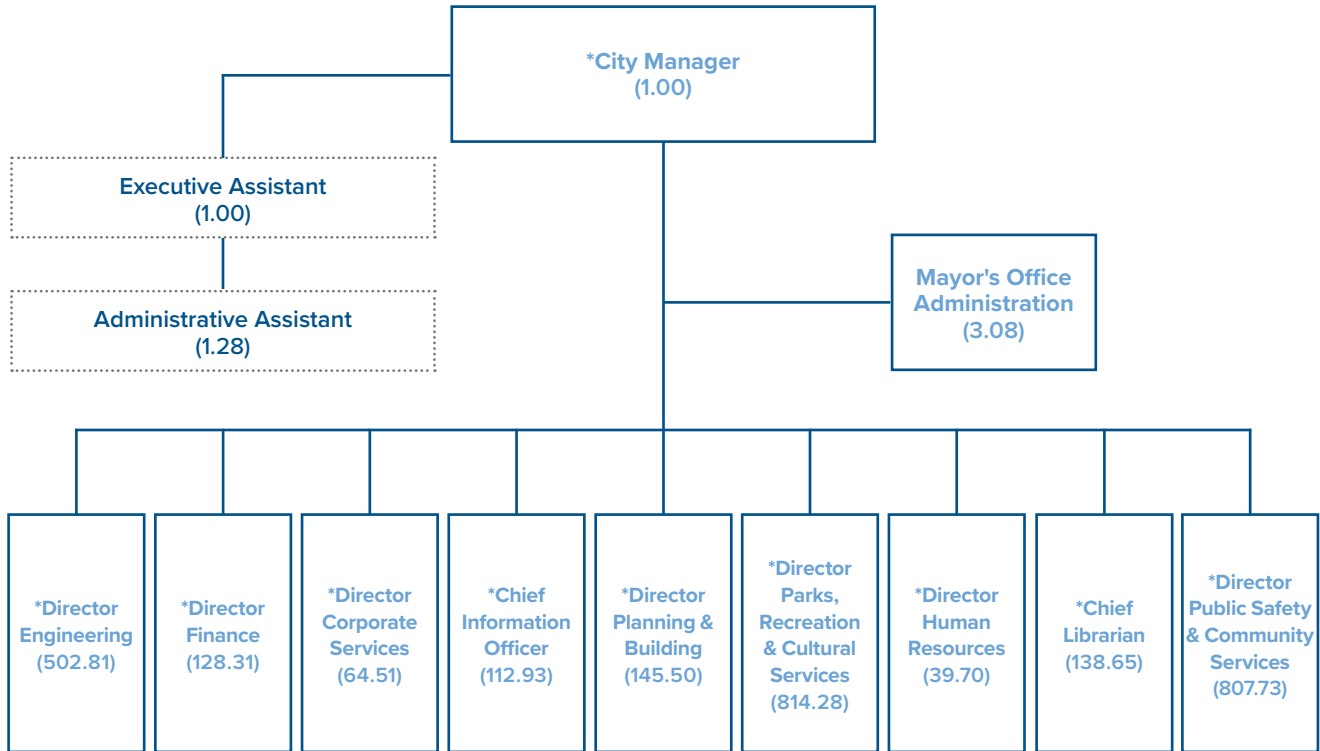 *City Manager
(1.00)
Executive Assistant
(1.00)
Administrative Assistant
(1.28)
Mayor's Office
Administration
(3.08)
*Director
Engineering
(502.81)
*Director
Finance
(128.31)
*Director
Corporate
Services
(64.51)
*Chief
Information
Officer
(112.93)
*Director
Planning &
Building
(145.50)
*Director
Parks,
Recreation
& Cultural
Services
(814.28)
*Director
Human
Resources
(39.70)
*Chief
Librarian
(138.65)
*Director
Public Safety
& Community
Services
(807.73)